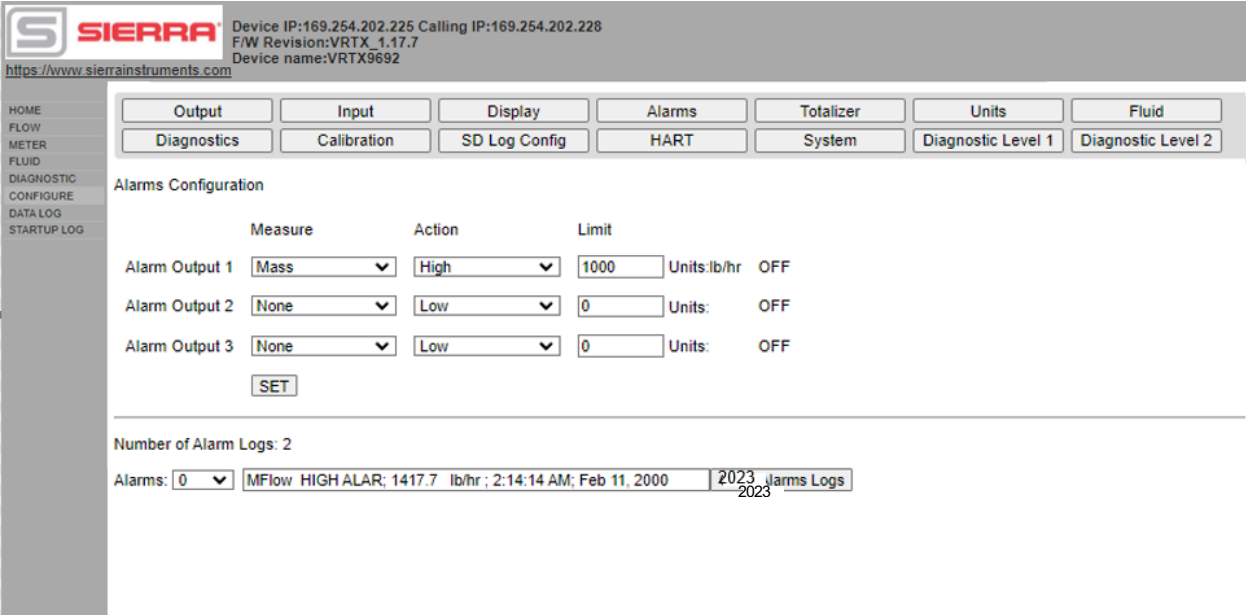 SIERRA
Device IP:169.254.202.225 Calling IP:169.254.202.228
F/W Revision:VRTX_1.17.7
Device name:VRTX9692
https://www.sierrainstruments.com
HOME
FLOW
METER
FLUID
DIAGNOSTIC
CONFIGURE
DATA LOG
STARTUP LOG
Output Input Display Alarms Totalizer Units Fluid
Diagnostics Calibration SD Log Config HART System Diagnostic Level 1 Diagnostic Level 2
Alarms Configuration
Measure Action Limit
Alarm Output 1 Mass High 1000 Units:lb/hr OFF
Alarm Output 2 None Low 0 Units: OFF
Alarm Output 3 None Low 0 Units: OFF
SET
Number of Alarm Logs: 2
Alarms: 0 MFlow HIGH ALAR; 1417.7 lb/hr ; 2:14:14 AM; Feb 11, 2000 2023 larms Logs
2023